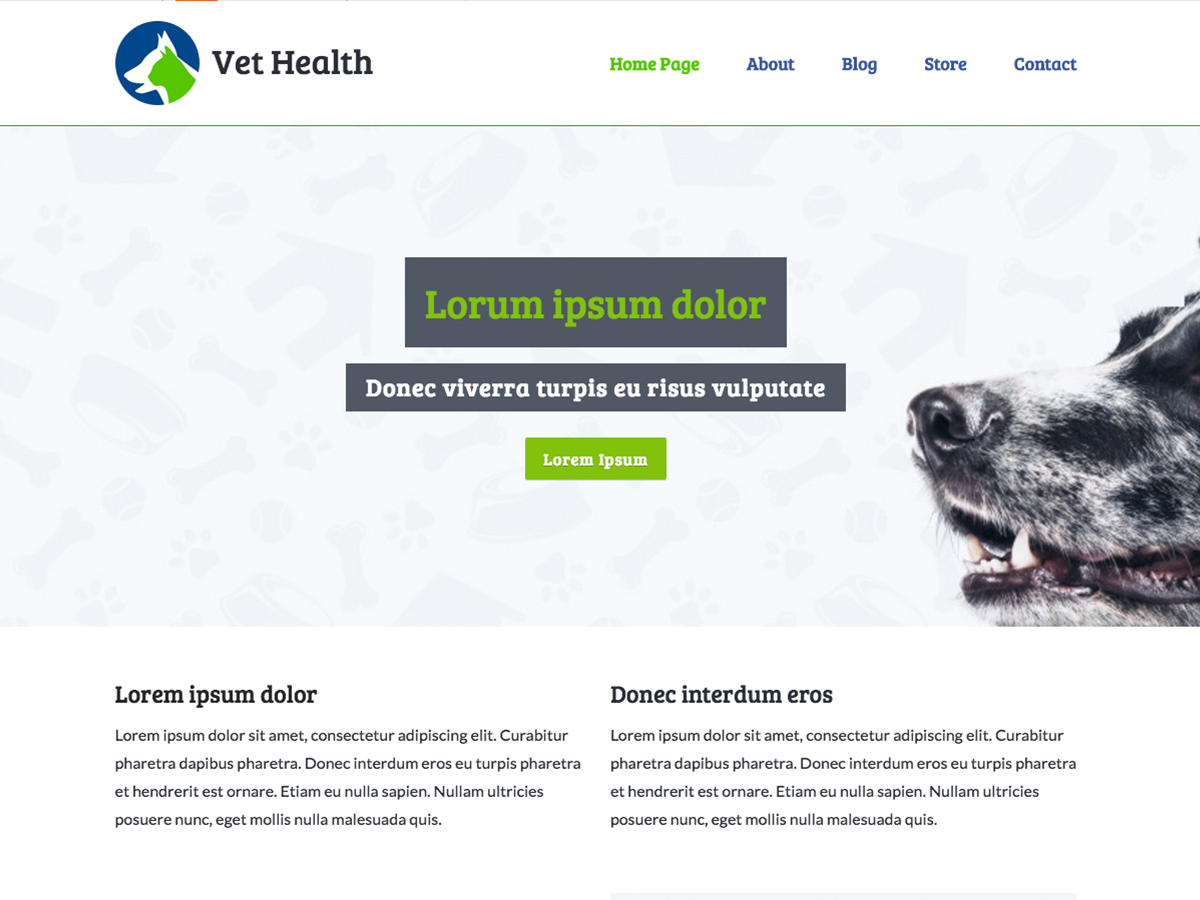 Vet Health
Home Page About Blog Store Contact
Lorum ipsum dolor
Donec viverra turpis eu risus vulputate
Lorem Ipsum
Lorem ipsum dolor
Lorem ipsum dolor sit amet, consectetur adipiscing elit. Curabitur
pharetra dapibus pharetra. Donec interdum eros eu turpis pharetra
et hendrerit est ornare. Etiam eu nulla sapien. Nullam ultricies
posuere nunc, eget mollis nulla malesuada quis.
Donec interdum eros
Lorem ipsum dolor sit amet, consectetur adipiscing elit. Curabitur
pharetra dapibus pharetra. Donec interdum eros eu turpis pharetra
et hendrerit est ornare. Etiam eu nulla sapien. Nullam ultricies
posuere nunc, eget mollis nulla malesuada quis.